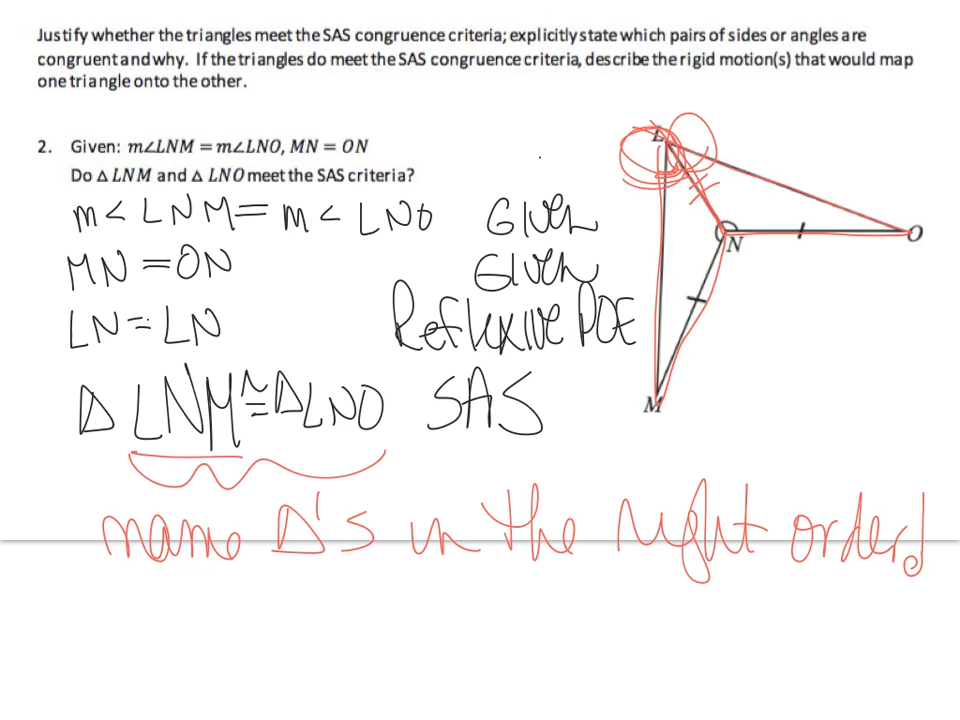 Justify whether the triangles meet the SAS congruence criteria; explicitly state which pairs of sides or angles are
congruent and why. If the triangles do meet the SAS congruence criteria, describe the rigid motion(s) that would map
one triangle onto the other.
2. Given: m∠LNM = m∠LNO, MN = ON
Do △ LNM and △ LNO meet the SAS criteria?
m< LNM = m< LNO Given
MN = ON Given
LN = LN Reflexive POE
△ LNM ≅ △LNO SAS
name △'s in the right order!
L
N
O
M